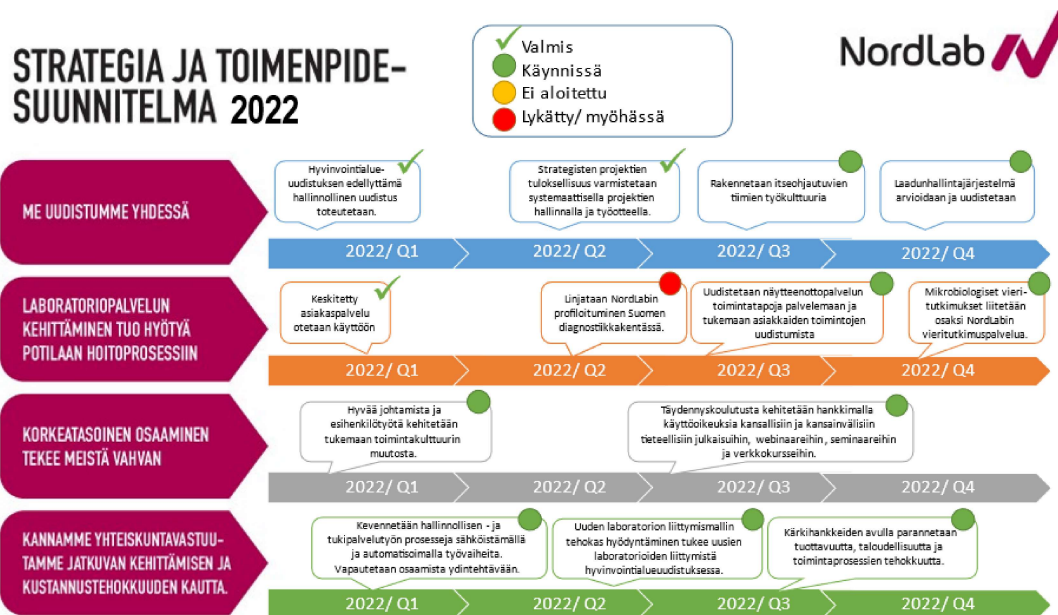 STRATEGIA JA TOIMENPIDE-
SUUNNITELMA 2022
Valmis
Käynnissä
Ei aloitettu
Lykätty/ myöhässä
NordLab
ME UUDISTUMME YHDESSÄ
Hyvinvointialue-
uudistuksen edellyttämä
hallinnollinen uudistus
toteutetaan.
Strategisten projektien
tuloksellisuus varmistetaan
systemaattisella projektien
hallinnalla ja työotteella.
Rakennetaan itseohjautuvien
tiimien työkulttuuria
Laadunhallintajärjestelmä
arvioidaan ja uudistetaan
2022/ Q1
2022/ Q2
2022/ Q3
2022/ Q4
LABORATORIOPALVELUN
KEHITTÄMINEN TUO HYÖTYÄ
POTILAAN HOITOPROSESSIIN
Keskitetty
asiakaspalvelu
otetaan käyttöön
Linjataan NordLabin
profiloituminen Suomen
diagnostiikkakentässä.
Uudistetaan näytteenottopalvelun
toimintatapoja palvelemaan ja
tukemaan asiakkaiden toimintojen
uudistumista
Mikrobiologiset vieri-
tutkimukset liitetään
osaksi NordLabin
vieritutkimuspalvelua.
2022/ Q1
2022/ Q2
2022/ Q3
2022/ Q4
KORKEATASOINEN OSAAMINEN
TEKEE MEISTÄ VAHVAN
Hyvää johtamista ja
esihenkilötyötä kehitetään
tukemaan toimintakulttuurin
muutosta.
Täydennyskoulutusta kehitetään hankkimalla
käyttöoikeuksia kansallisiin ja kansainvälisiin
tieteellisiin julkaisuihin, webinaareihin, seminaareihin
ja verkkokursseihin.
2022/ Q1
2022/ Q2
2022/ Q3
2022/ Q4
KANNAMME YHTEISKUNTAVASTUU-
TAMME JATKUVAN KEHITTÄMISEN JA
KUSTANNUSTEHOKKUUDEN KAUTTA.
Kevennetään hallinnollisen - ja
tukipalvelutyön prosesseja sähköistämällä
ja automatisoimalla työvaiheita.
Vapautetaan osaamista ydintehtävään.
Uuden laboratorion liittymismallin
tehokas hyödyntäminen tukee uusien
laboratorioiden liittymistä
hyvinvointialueuudistuksessa.
Kärkihankkeiden avulla parannetaan
tuottavuutta, taloudellisuutta ja
toimintaprosessien tehokkuutta.
2022/ Q1
2022/ Q2
2022/ Q3
2022/ Q4